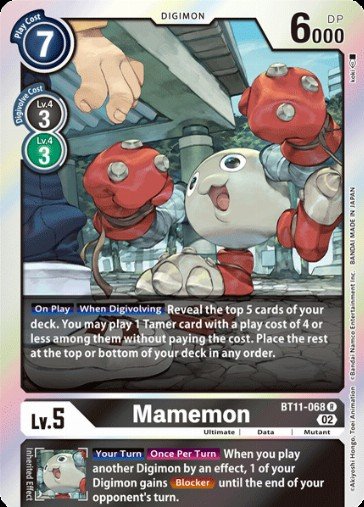 Play Cost
7
DIGIMON
DP
6000
Digivolve Cost
Lv.4
3
Lv.4
3
koki
©Akiyoshi Hongo, Toei Animation ©Bandai Namco Entertainment Inc. BANDAI MADE IN JAPAN
On Play When Digivolving Reveal the top 5 cards of your
deck. You may play 1 Tamer card with a play cost of 4 or
less among them without paying the cost. Place the
rest at the top or bottom of your deck in any order.
Lv.5
Mamemon
BT11-068 R
02
Ultimate Data Mutant
Inherited Effect
Your Turn Once Per Turn When you play
another Digimon by an effect, 1 of your
Digimon gains Blocker until the end of your
opponent's turn.